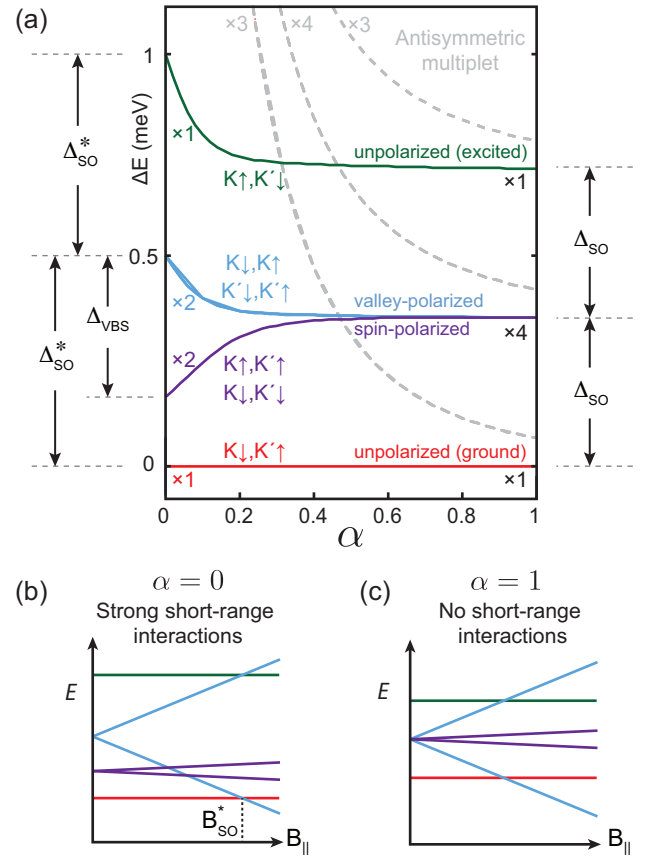 (a)
×3
×4
×3
Antisymmetric
multiplet
1
ΔE (meV)
×1
unpolarized (excited)
K↑,K´↓
×1
Δ*SO
ΔSO
0.5
K↓,K↑
K´↓,K´↑
×2
valley-polarized
spin-polarized
×4
ΔVBS
Δ*SO
×2
K↑,K´↑
K↓,K´↓
ΔSO
K↓,K´↑
unpolarized (ground)
0
×1
×1
0
0.2
0.4
0.6
0.8
1
α
(b)
α = 0
Strong short-range
interactions
E
B*SO
B||
(c)
α = 1
No short-range
interactions
E
B||